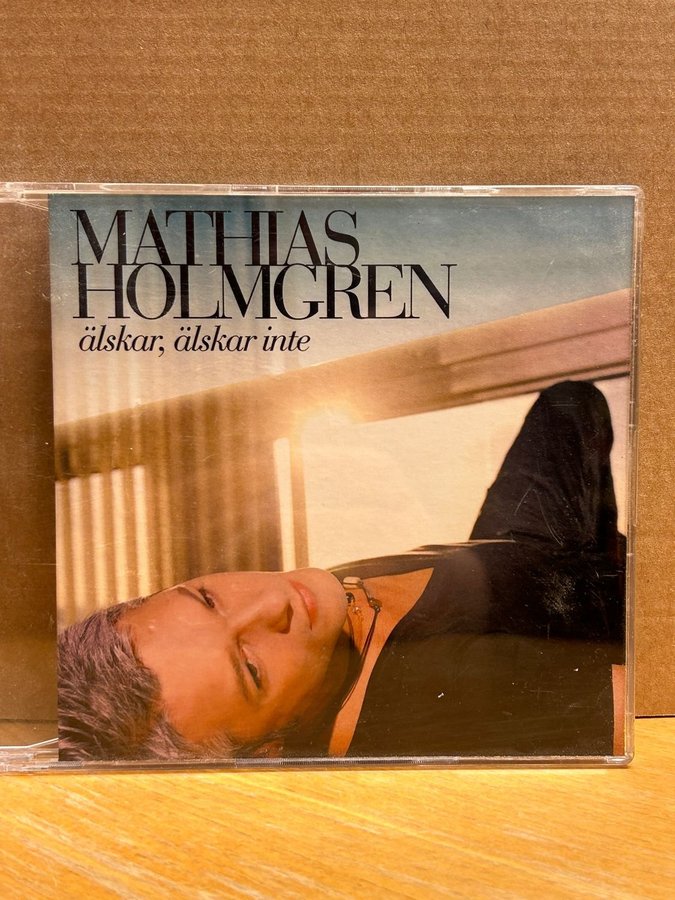 MATHIAS
HOLMGREN
älskar, älskar inte